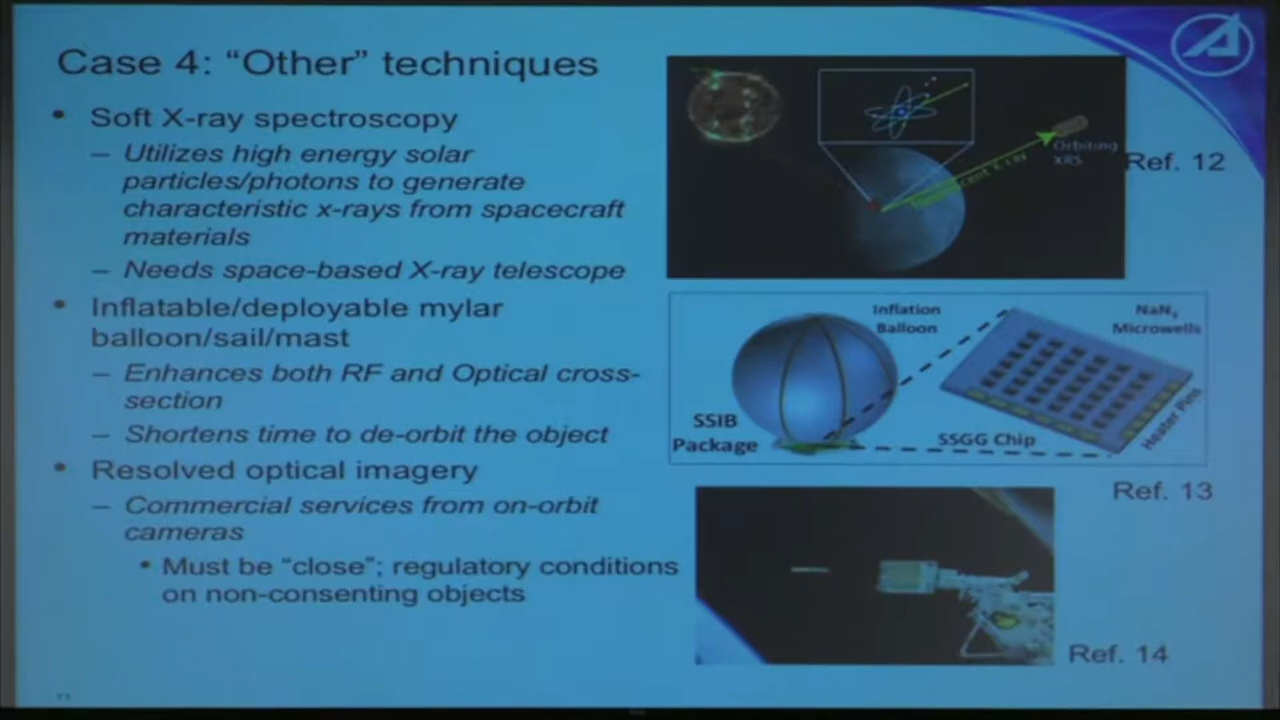 Case 4: “Other” techniques
• Soft X-ray spectroscopy
– Utilizes high energy solar
particles/photons to generate
characteristic x-rays from spacecraft
materials
– Needs space-based X-ray telescope
• Inflatable/deployable mylar
balloon/sail/mast
– Enhances both RF and Optical cross-
section
– Shortens time to de-orbit the object
• Resolved optical imagery
– Commercial services from on-orbit
cameras
• Must be “close”; regulatory conditions
on non-consenting objects
Orbiting
XRS
X-ray
Ref. 12
Inflation
Balloon
NaN₃
Microwells
SSIB
Package
SSGG Chip
Heater Pins
Ref. 13
Ref. 14